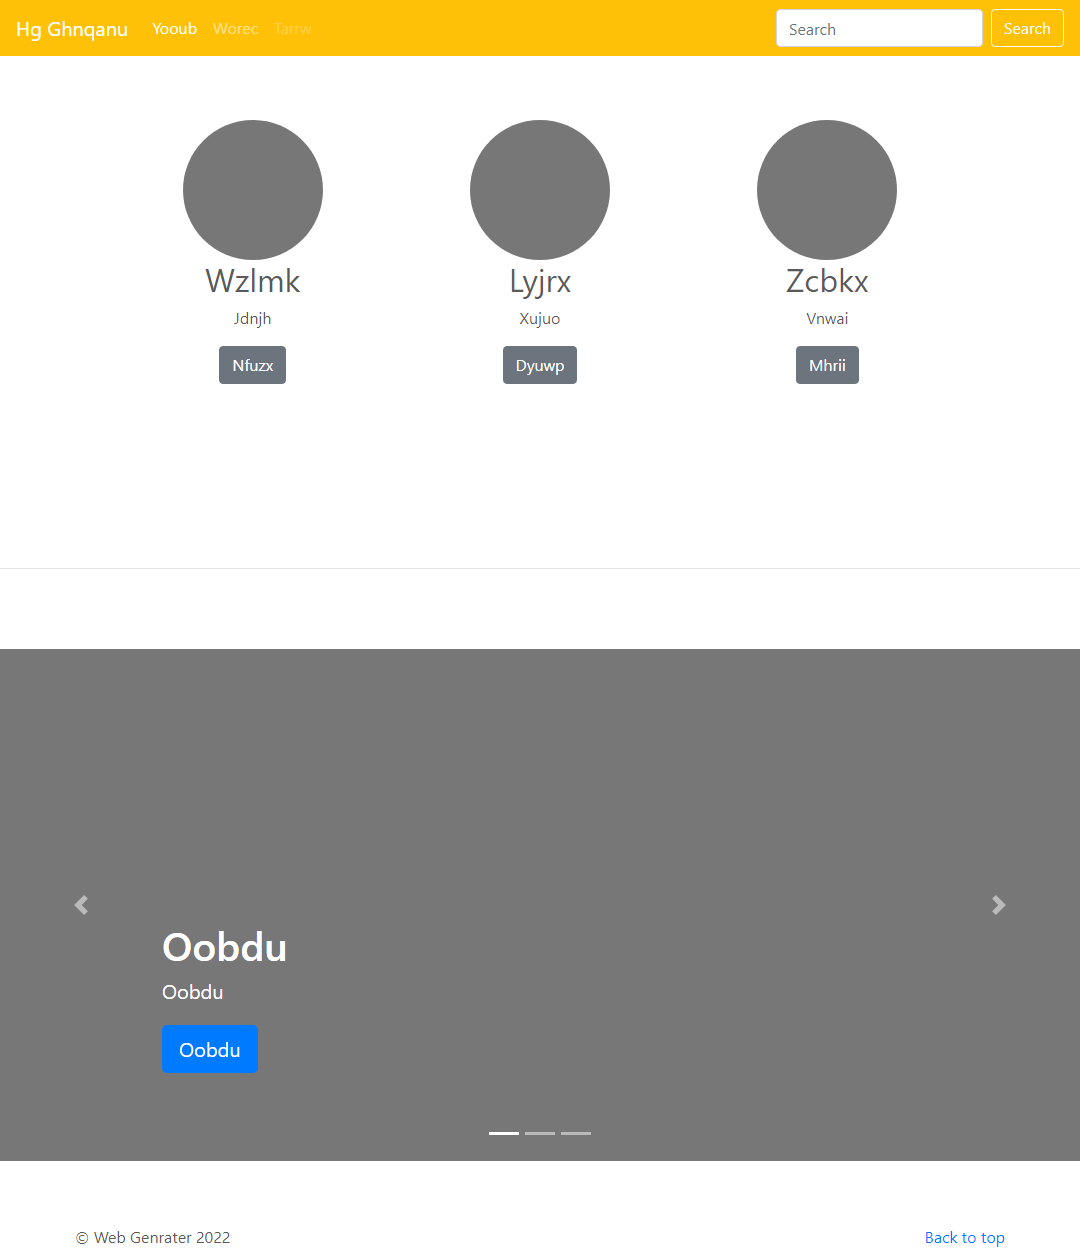 Hg Ghnqanu Yooub Worec Tarrw Search Search
Wzlmk Lyjrx Zcbkx
Jdnjh Xujuo Vnwai
Nfuzx Dyuwp Mhrii
Oobdu
Oobdu
Oobdu
© Web Genrater 2022 Back to top